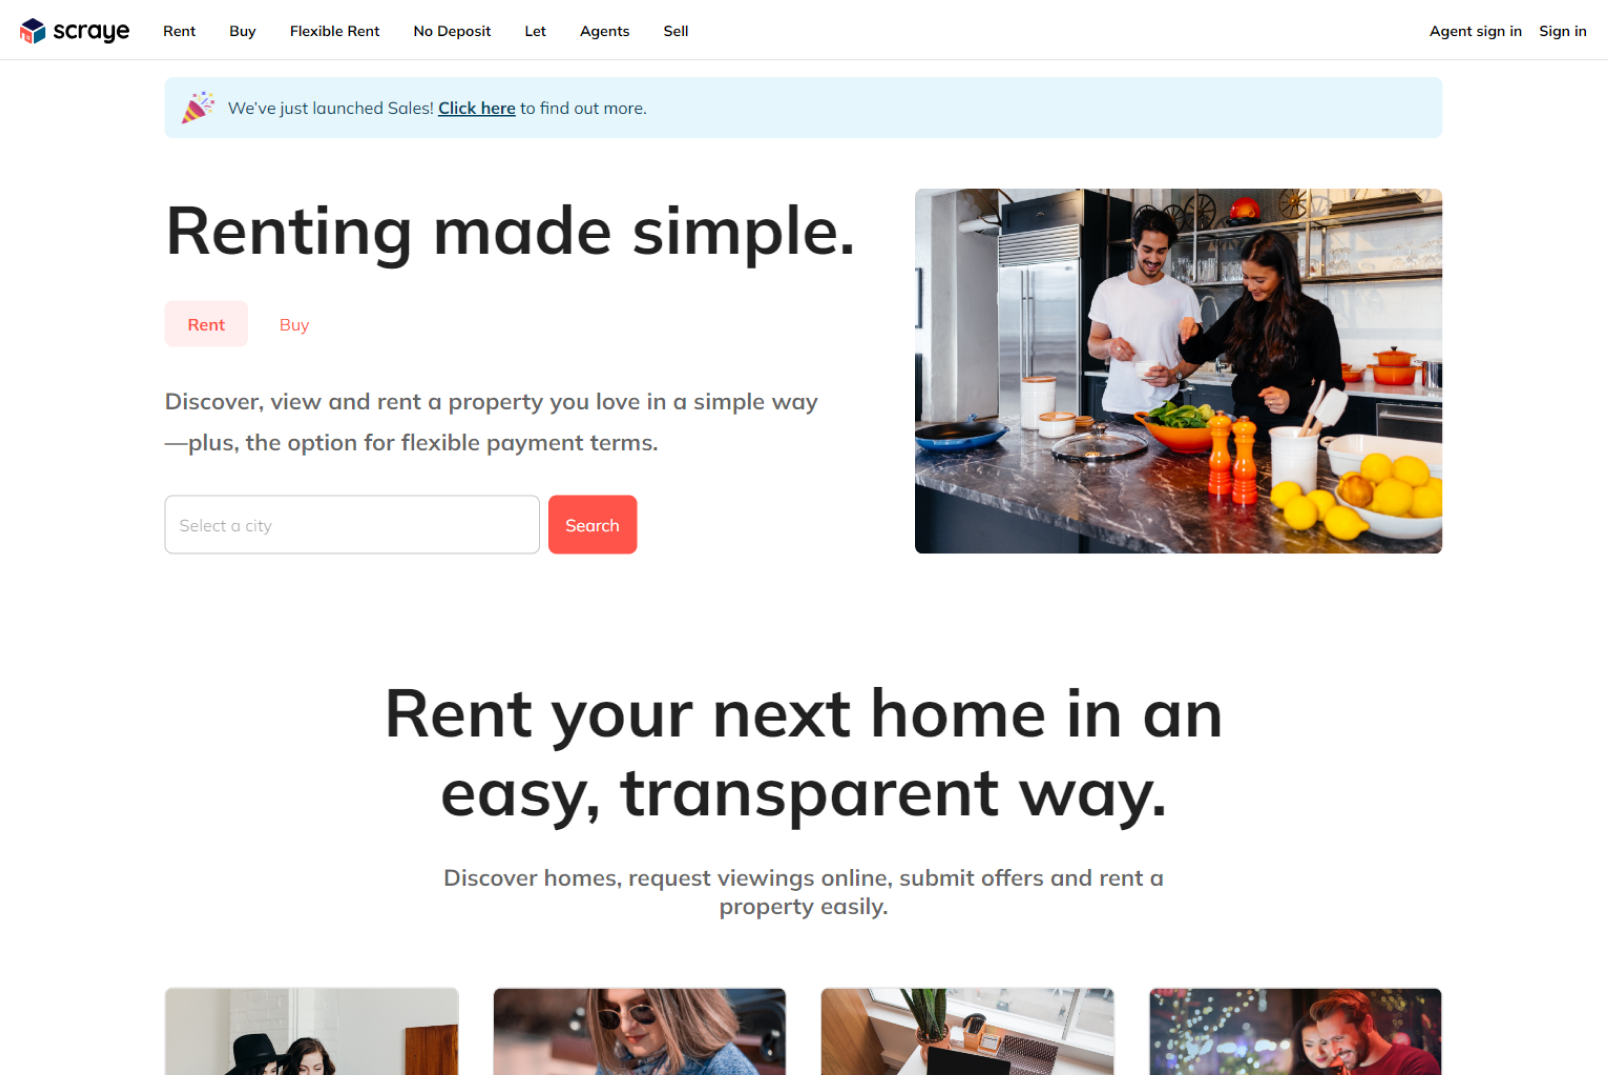 scraye
Rent
Buy
Flexible Rent
No Deposit
Let
Agents
Sell
Agent sign in
Sign in
We've just launched Sales! Click here to find out more.
Renting made simple.
Rent
Buy
Discover, view and rent a property you love in a simple way
—plus, the option for flexible payment terms.
Select a city
Search
Rent your next home in an
easy, transparent way.
Discover homes, request viewings online, submit offers and rent a
property easily.